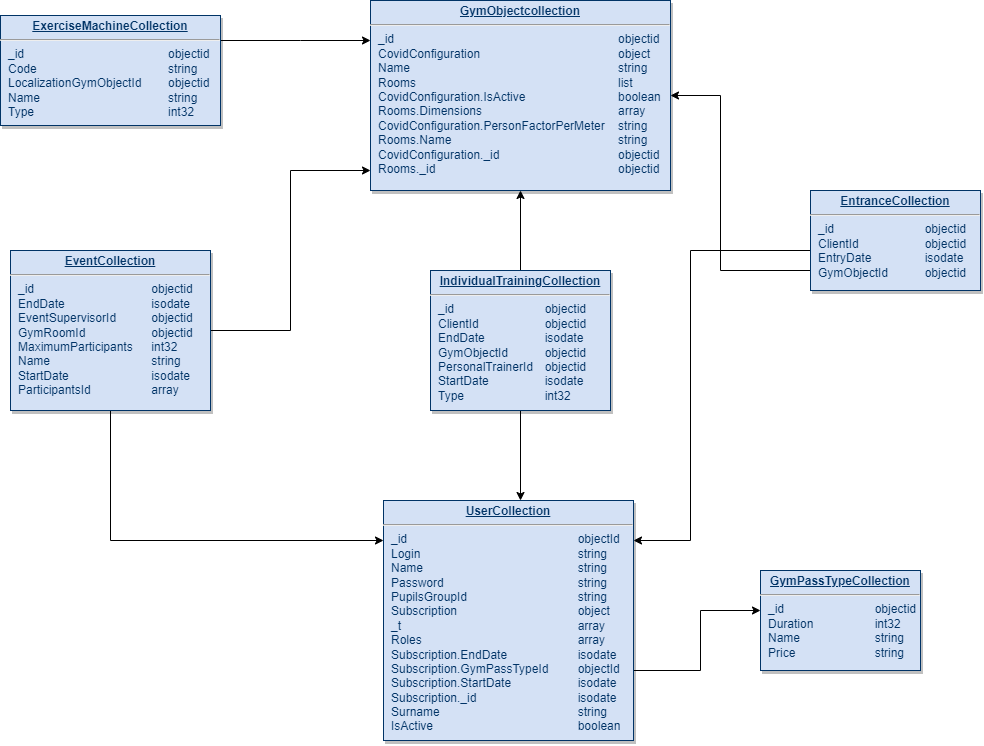 ExerciseMachineCollection
_id objectid
Code string
LocalizationGymObjectId objectid
Name string
Type int32
GymObjectcollection
_id objectid
CovidConfiguration object
Name string
Rooms list
CovidConfiguration.IsActive boolean
Rooms.Dimensions array
CovidConfiguration.PersonFactorPerMeter string
Rooms.Name string
CovidConfiguration._id objectid
Rooms._id objectid
EntranceCollection
_id objectid
ClientId objectid
EntryDate isodate
GymObjectId objectid
EventCollection
_id objectid
EndDate isodate
EventSupervisorId objectid
GymRoomId objectid
MaximumParticipants int32
Name string
StartDate isodate
ParticipantsId array
IndividualTrainingCollection
_id objectid
ClientId objectid
EndDate isodate
GymObjectId objectid
PersonalTrainerId objectid
StartDate isodate
Type int32
UserCollection
_id objectId
Login string
Name string
Password string
PupilsGroupId string
Subscription object
_t array
Roles array
Subscription.EndDate isodate
Subscription.GymPassTypeId objectId
Subscription.StartDate isodate
Subscription._id isodate
Surname string
IsActive boolean
GymPassTypeCollection
_id objectid
Duration int32
Name string
Price string